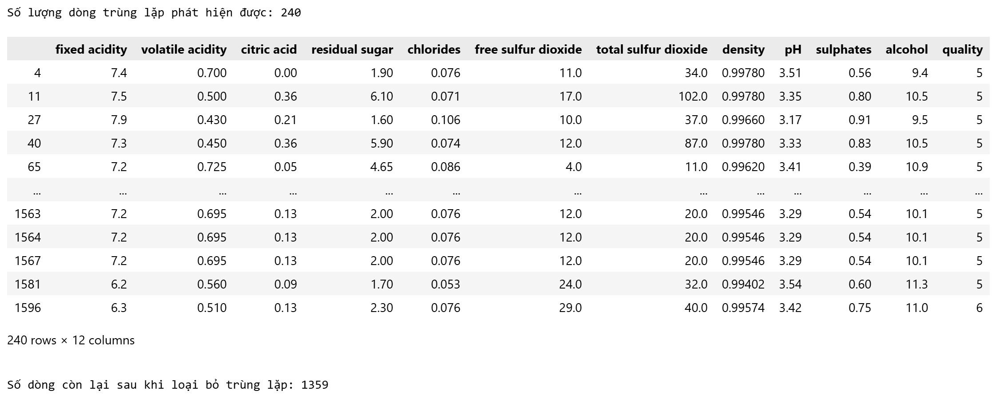 Số lượng dòng trùng lặp phát hiện được: 240
fixed acidity volatile acidity citric acid residual sugar chlorides free sulfur dioxide total sulfur dioxide density pH sulphates alcohol quality
4 7.4 0.700 0.00 1.90 0.076 11.0 34.0 0.99780 3.51 0.56 9.4 5
11 7.5 0.500 0.36 6.10 0.071 17.0 102.0 0.99780 3.35 0.80 10.5 5
27 7.9 0.430 0.21 1.60 0.106 10.0 37.0 0.99660 3.17 0.91 9.5 5
40 7.3 0.450 0.36 5.90 0.074 12.0 87.0 0.99780 3.33 0.83 10.5 5
65 7.2 0.725 0.05 4.65 0.086 4.0 11.0 0.99620 3.41 0.39 10.9 5
... ... ... ... ... ... ... ... ... ... ... ... ...
1563 7.2 0.695 0.13 2.00 0.076 12.0 20.0 0.99546 3.29 0.54 10.1 5
1564 7.2 0.695 0.13 2.00 0.076 12.0 20.0 0.99546 3.29 0.54 10.1 5
1567 7.2 0.695 0.13 2.00 0.076 12.0 20.0 0.99546 3.29 0.54 10.1 5
1581 6.2 0.560 0.09 1.70 0.053 24.0 32.0 0.99402 3.54 0.60 11.3 5
1596 6.3 0.510 0.13 2.30 0.076 29.0 40.0 0.99574 3.42 0.75 11.0 6
240 rows × 12 columns
Số dòng còn lại sau khi loại bỏ trùng lặp: 1359